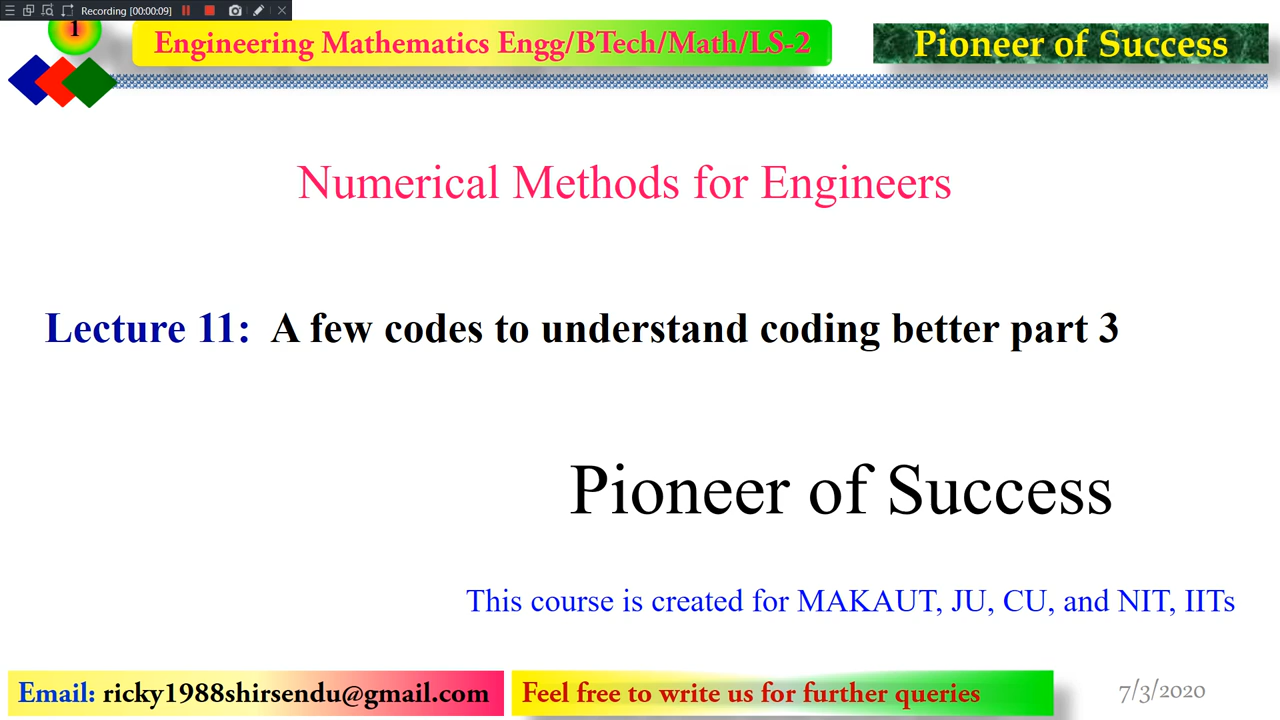 Recording [00:00:09]
1
Engineering Mathematics Engg/BTech/Math/LS-2
Pioneer of Success
Numerical Methods for Engineers
Lecture 11: A few codes to understand coding better part 3
Pioneer of Success
This course is created for MAKAUT, JU, CU, and NIT, IITs
Email: ricky1988shirsendu@gmail.com
Feel free to write us for further queries
7/3/2020